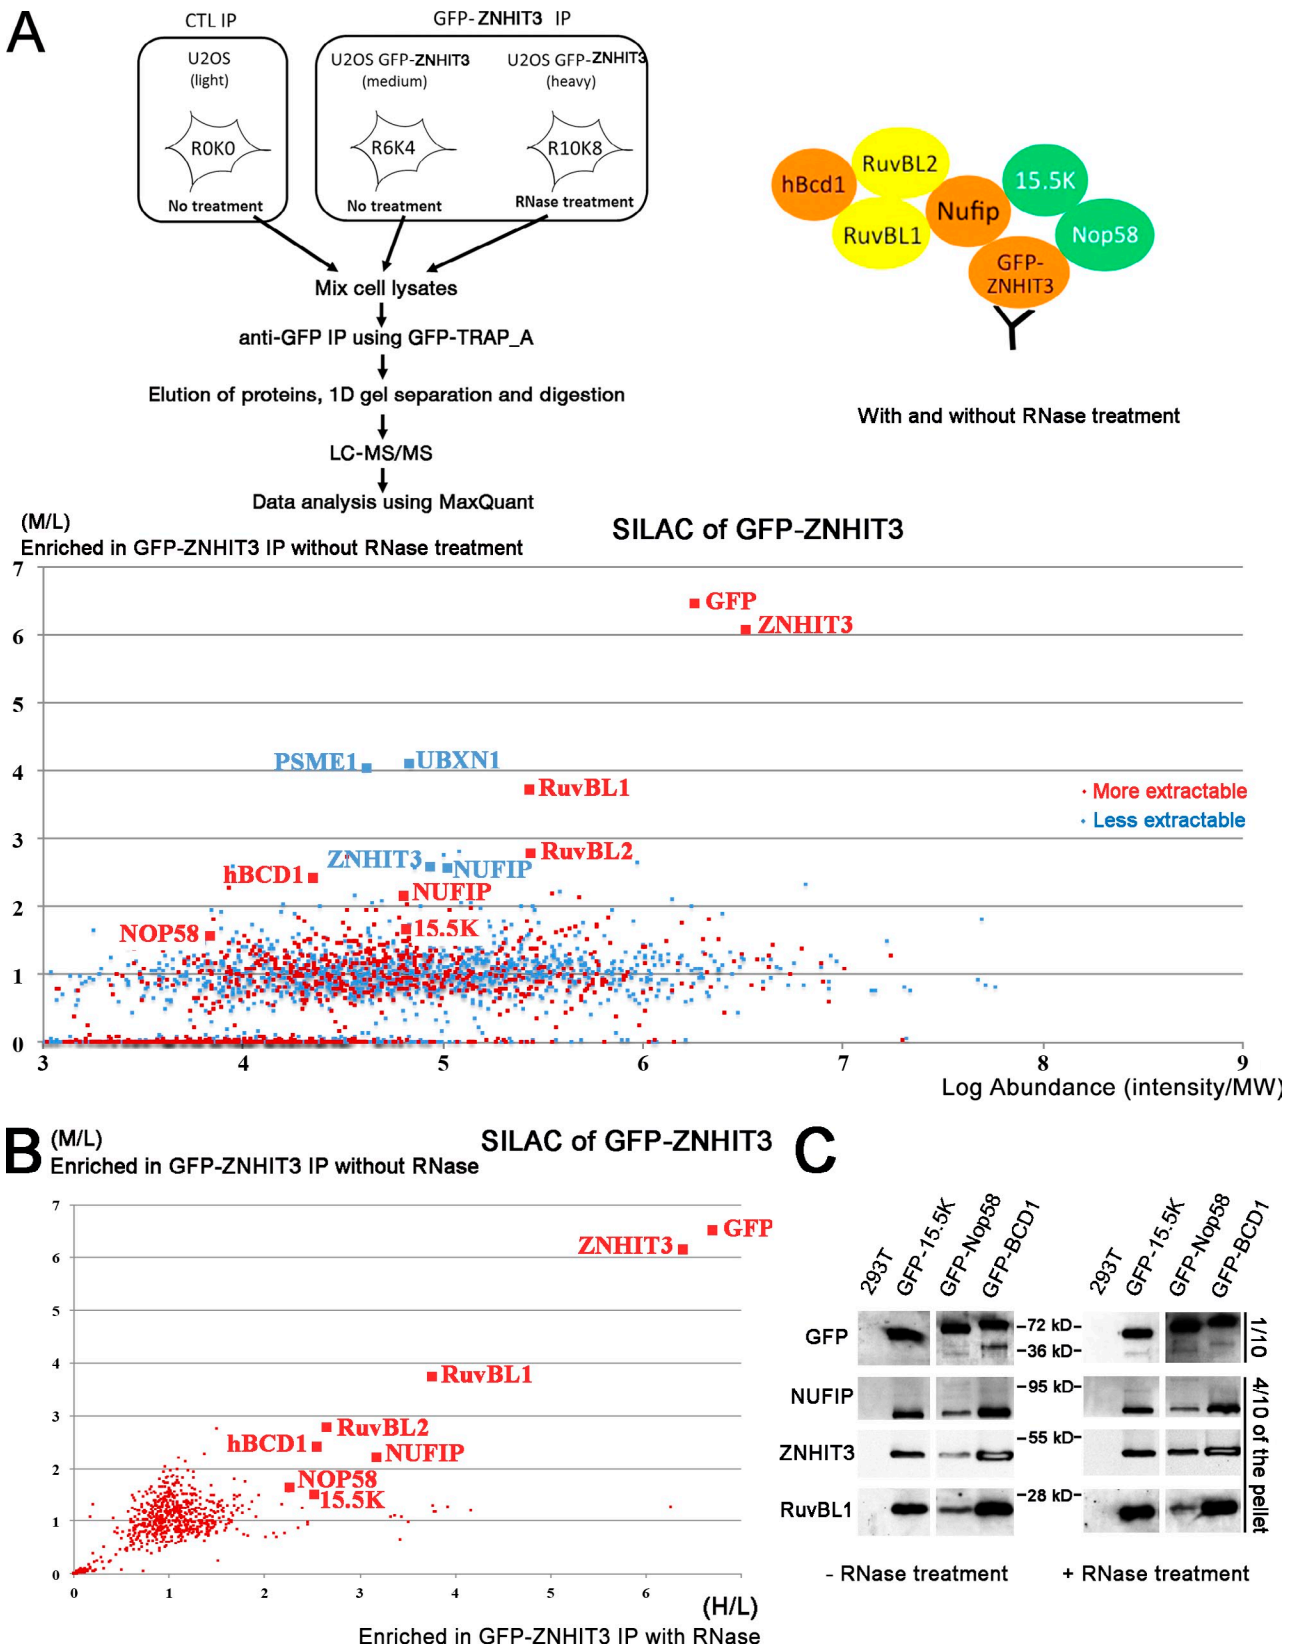 A
CTL IP
GFP-ZNHIT3 IP
U2OS
(light)
U2OS GFP-ZNHIT3
(medium)
U2OS GFP-ZNHIT3
(heavy)
R0K0
R6K4
R10K8
No treatment
No treatment
RNase treatment
Mix cell lysates
anti-GFP IP using GFP-TRAP_A
Elution of proteins, 1D gel separation and digestion
LC-MS/MS
Data analysis using MaxQuant
hBcd1
RuvBL2
RuvBL1
Nufip
15.5K
Nop58
GFP-
ZNHIT3
With and without RNase treatment
(M/L)
Enriched in GFP-ZNHIT3 IP without RNase treatment
SILAC of GFP-ZNHIT3
7
6
5
4
3
2
1
0
GFP
ZNHIT3
PSME1
UBXN1
RuvBL1
RuvBL2
ZNHIT3
NUFIP
hBCD1
NUFIP
15.5K
NOP58
More extractable
Less extractable
3 4 5 6 7 8 9
Log Abundance (intensity/MW)
B
(M/L)
Enriched in GFP-ZNHIT3 IP without RNase
SILAC of GFP-ZNHIT3
7
6
5
4
3
2
1
0
GFP
ZNHIT3
RuvBL1
RuvBL2
hBCD1
NUFIP
NOP58
15.5K
0 1 2 3 4 5 6
(H/L)
Enriched in GFP-ZNHIT3 IP with RNase
C
293T
GFP-15.5K
GFP-Nop58
GFP-BCD1
293T
GFP-15.5K
GFP-Nop58
GFP-BCD1
GFP
NUFIP
ZNHIT3
RuvBL1
-72 kD-
-36 kD-
-95 kD-
-55 kD-
-28 kD-
1/10
4/10 of the pellet
- RNase treatment
+ RNase treatment